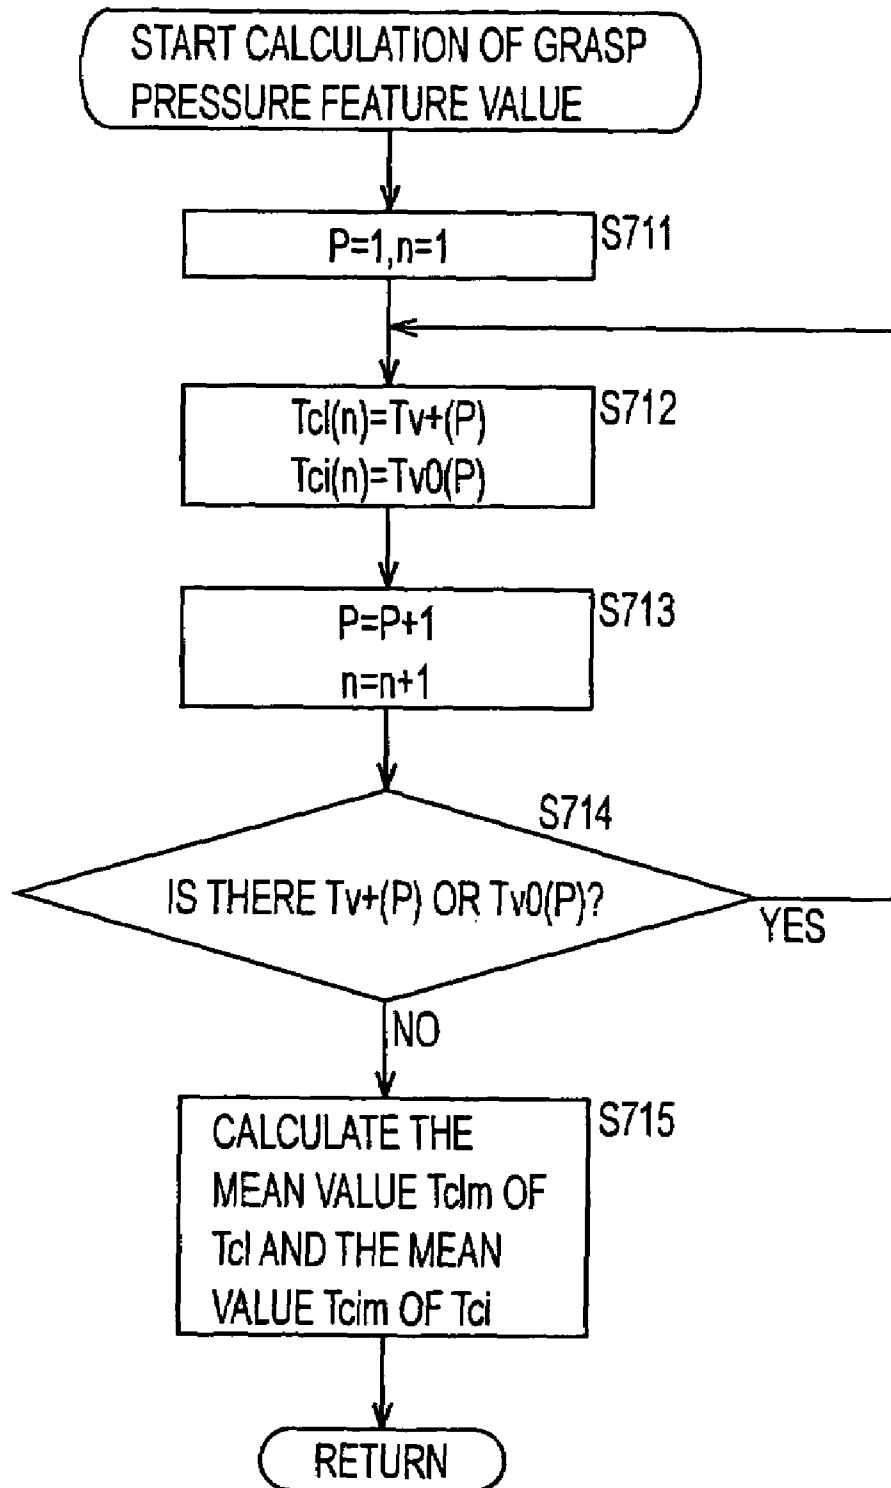 START CALCULATION OF GRASP
PRESSURE FEATURE VALUE
P=1,n=1
S711
Tcl(n)=Tv+(P)
Tci(n)=Tv0(P)
S712
P=P+1
n=n+1
S713
S714
IS THERE Tv+(P) OR Tv0(P)?
YES
NO
CALCULATE THE
MEAN VALUE Tclm OF
Tcl AND THE MEAN
VALUE Tcim OF Tci
S715
RETURN